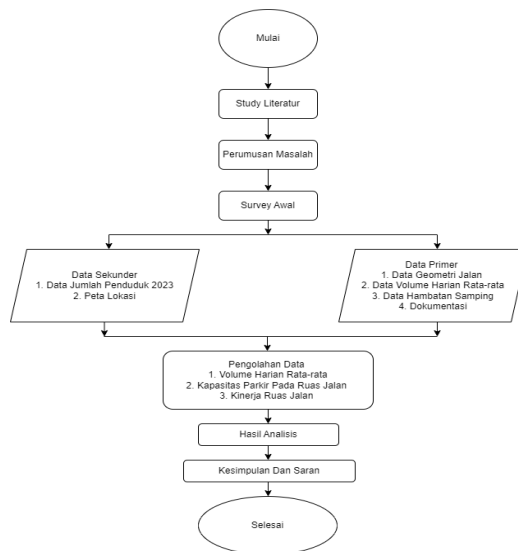 Mulai
Study Literatur
Perumusan Masalah
Survey Awal
Data Sekunder
1. Data Jumlah Penduduk 2023
2. Peta Lokasi
Data Primer
1. Data Geometri Jalan
2. Data Volume Harian Rata-rata
3. Data Hambatan Samping
4. Dokumentasi
Pengolahan Data
1. Volume Harian Rata-rata
2. Kapasitas Parkir Pada Ruas Jalan
3. Kinerja Ruas Jalan
Hasil Analisis
Kesimpulan Dan Saran
Selesai